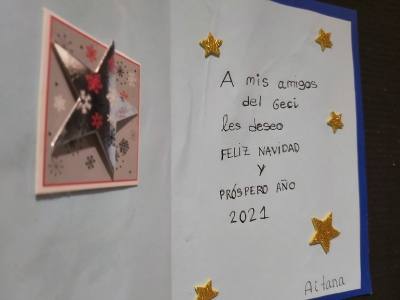 A mis amigos
del Geci
les deseo
FELIZ NAVIDAD
Y
PRÓSPERO AÑO
2021
Aitana